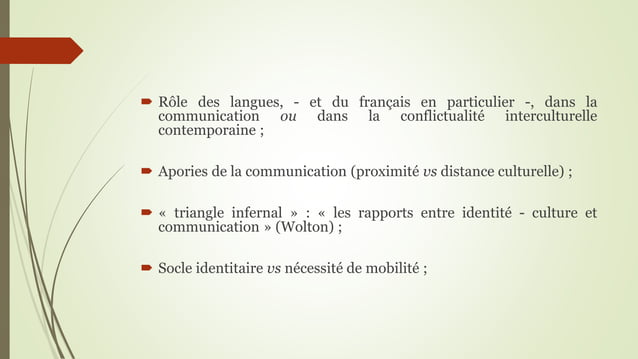 Rôle des langues, - et du français en particulier -, dans la
communication ou dans la conflictualité interculturelle
contemporaine ;
Apories de la communication (proximité vs distance culturelle) ;
« triangle infernal » : « les rapports entre identité - culture et
communication » (Wolton) ;
Socle identitaire vs nécessité de mobilité ;